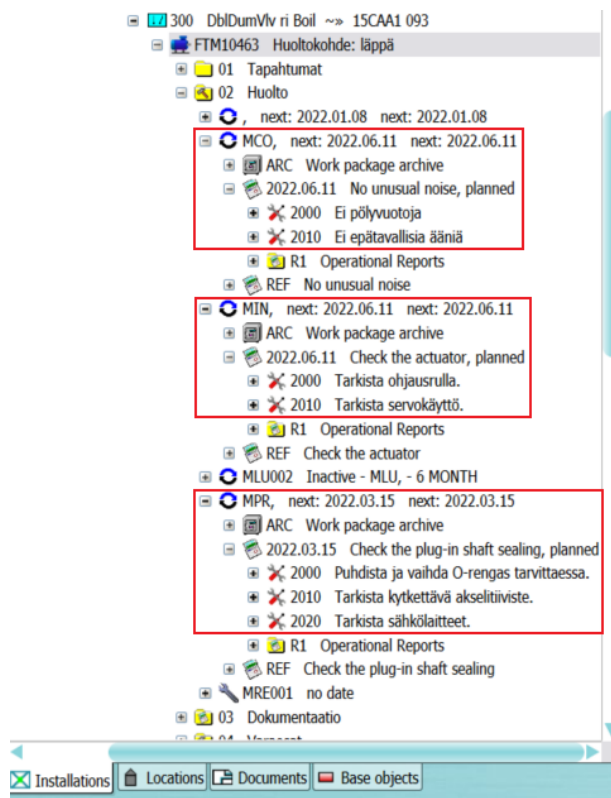 300 DblDumVlv ri Boil ~» 15CAA1 093
FTM10463 Huoltokohde: läppä
01 Tapahtumat
02 Huolto
, next: 2022.01.08 next: 2022.01.08
MCO, next: 2022.06.11 next: 2022.06.11
ARC Work package archive
2022.06.11 No unusual noise, planned
2000 Ei pölyvuotoja
2010 Ei epätavallisia ääniä
R1 Operational Reports
REF No unusual noise
MIN, next: 2022.06.11 next: 2022.06.11
ARC Work package archive
2022.06.11 Check the actuator, planned
2000 Tarkista ohjausrulla.
2010 Tarkista servokäyttö.
R1 Operational Reports
REF Check the actuator
MLU002 Inactive - MLU, - 6 MONTH
MPR, next: 2022.03.15 next: 2022.03.15
ARC Work package archive
2022.03.15 Check the plug-in shaft sealing, planned
2000 Puhdista ja vaihda O-rengas tarvittaessa.
2010 Tarkista kytkettävä akselitiiviste.
2020 Tarkista sähkölaitteet.
R1 Operational Reports
REF Check the plug-in shaft sealing
MRE001 no date
03 Dokumentaatio
Installations Locations Documents Base objects